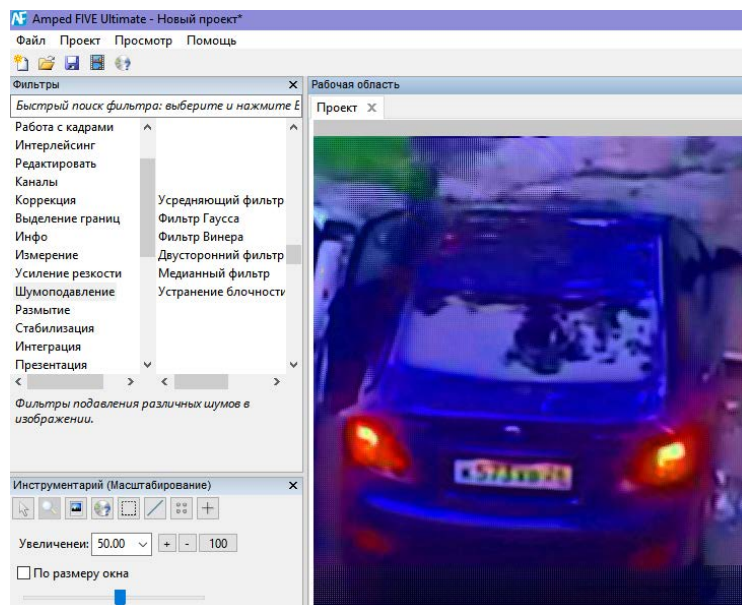 Amped FIVE Ultimate - Новый проект*
Файл Проект Просмотр Помощь
Фильтры
Быстрый поиск фильтра: выберите и нажмите E
Работа с кадрами
Интерлейсинг
Редактировать
Каналы
Коррекция
Выделение границ
Инфо
Измерение
Усиление резкости
Шумоподавление
Размытие
Стабилизация
Интеграция
Презентация
Усредняющий фильтр
Фильтр Гаусса
Фильтр Винера
Двусторонний фильтр
Медианный фильтр
Устранение блочности
Фильтры подавления различных шумов в
изображении.
Инструментарий (Масштабирование)
Увеличенеи: 50.00 + - 100
По размеру окна
Рабочая область
Проект